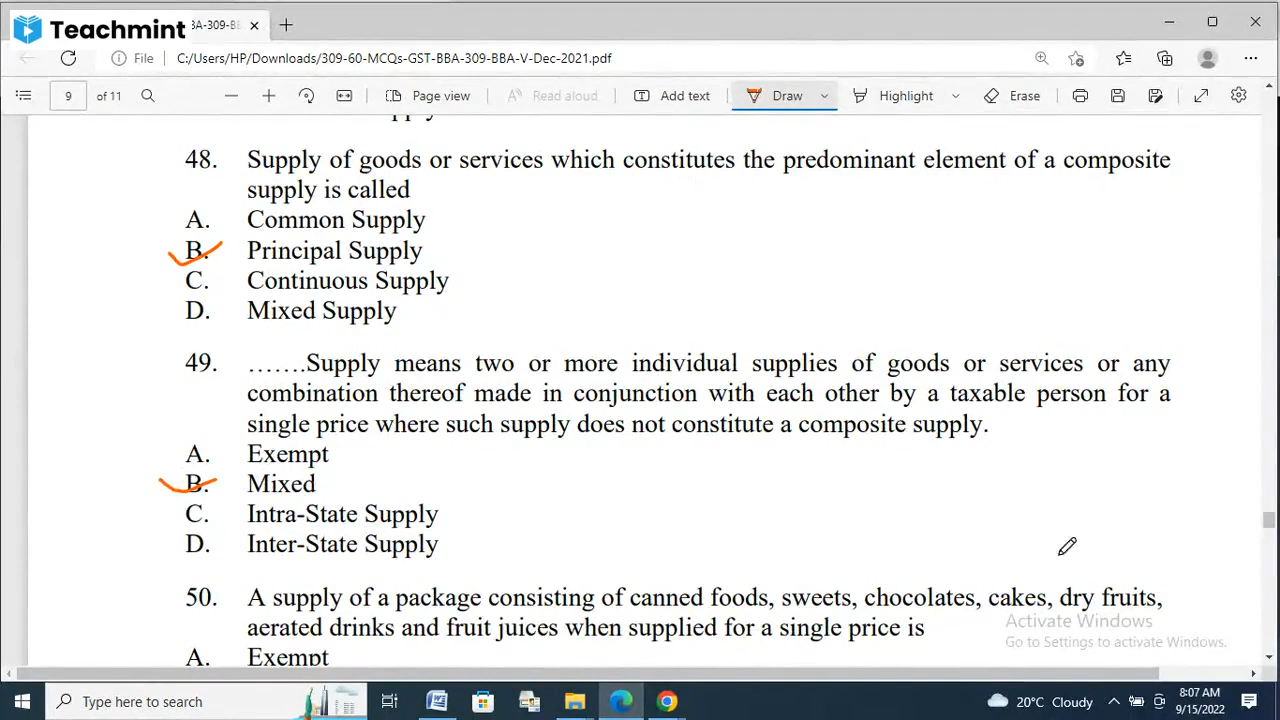 Teachmint
BA-309-BB
File C:/Users/HP/Downloads/309-60-MCQs-GST-BBA-309-BBA-V-Dec-2021.pdf
9 of 11 Page view Read aloud Add text Draw Highlight Erase
48. Supply of goods or services which constitutes the predominant element of a composite
supply is called
A. Common Supply
B. Principal Supply
C. Continuous Supply
D. Mixed Supply
49. …….Supply means two or more individual supplies of goods or services or any
combination thereof made in conjunction with each other by a taxable person for a
single price where such supply does not constitute a composite supply.
A. Exempt
B. Mixed
C. Intra-State Supply
D. Inter-State Supply
50. A supply of a package consisting of canned foods, sweets, chocolates, cakes, dry fruits,
aerated drinks and fruit juices when supplied for a single price is
A. Exempt
Activate Windows
Go to Settings to activate Windows.
Type here to search
20°C Cloudy
8:07 AM
9/15/2022